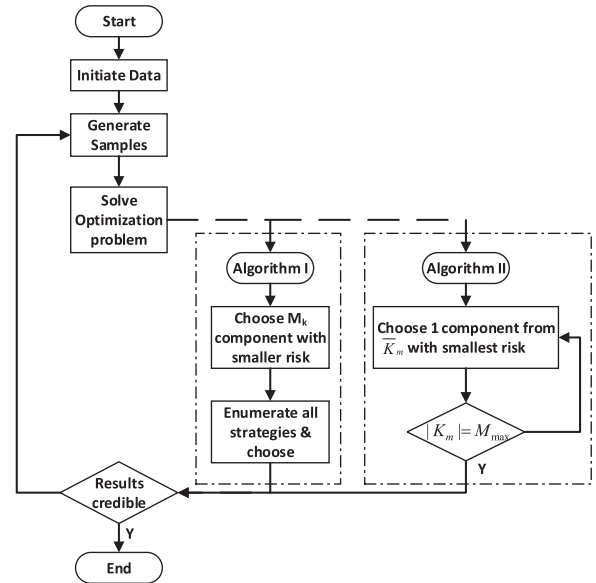 Start
Initiate Data
Generate
Samples
Solve
Optimization
problem
Algorithm I
Choose Mₖ
component with
smaller risk
Enumerate all
strategies &
choose
Algorithm II
Choose 1 component from
K̅ₘ with smallest risk
| Kₘ |= Mₘₐₓ
Y
Results
credible
Y
End